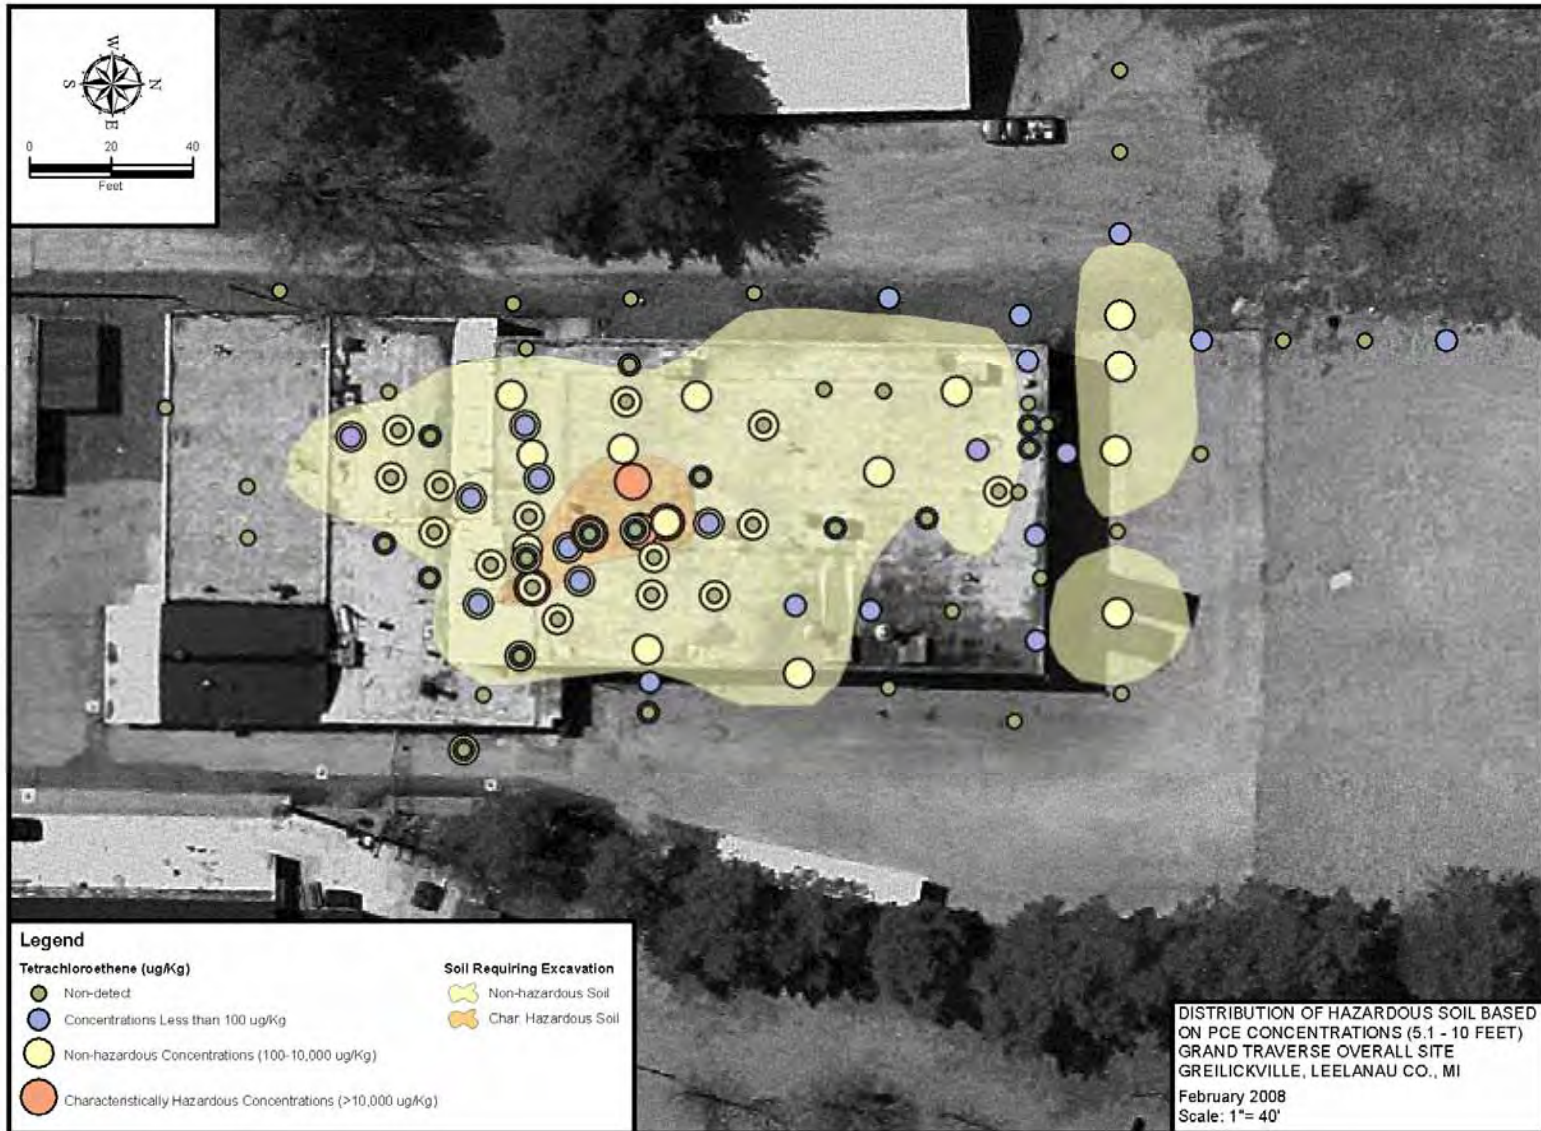 W
S N
E
0 20 40
Feet
Legend
Tetrachloroethene (ug/Kg)
Non-detect
Concentrations Less than 100 ug/Kg
Non-hazardous Concentrations (100-10,000 ug/Kg)
Characteristically Hazardous Concentrations (>10,000 ug/Kg)
Soil Requiring Excavation
Non-hazardous Soil
Char. Hazardous Soil
DISTRIBUTION OF HAZARDOUS SOIL BASED
ON PCE CONCENTRATIONS (5.1 - 10 FEET)
GRAND TRAVERSE OVERALL SITE
GREILICKVILLE, LEELANAU CO., MI
February 2008
Scale: 1"= 40'